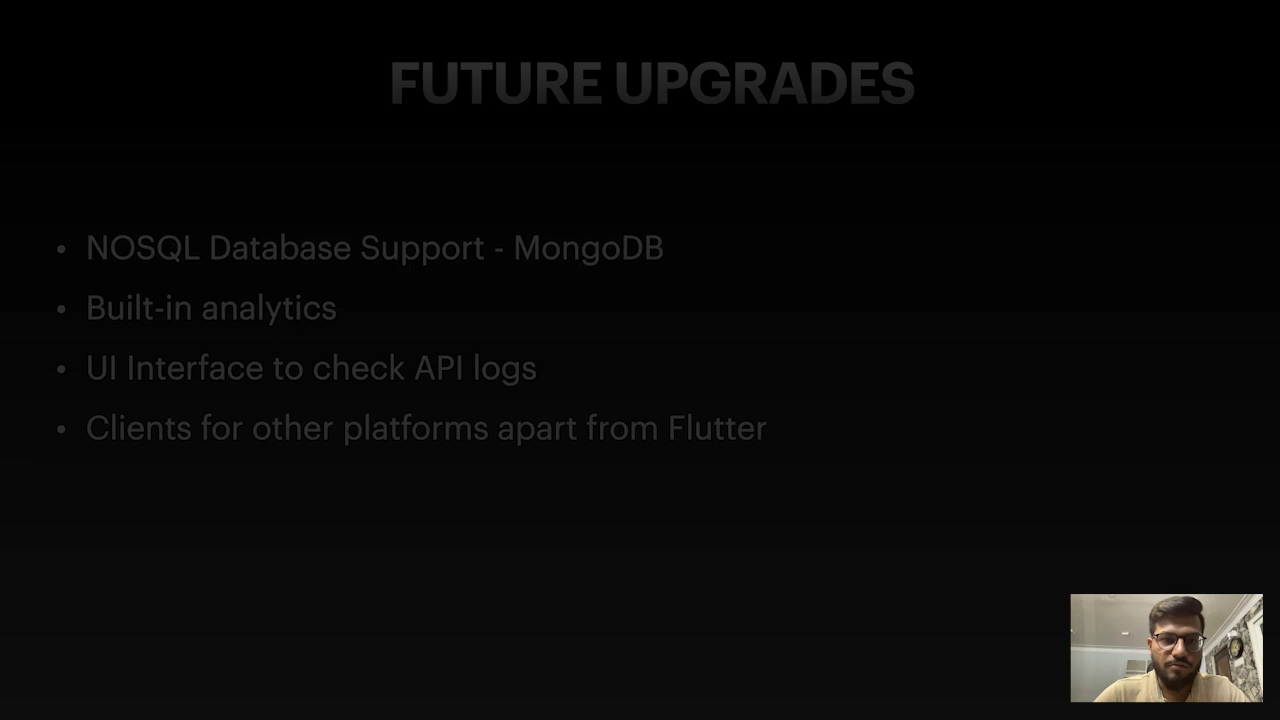 FUTURE UPGRADES
• NOSQL Database Support - MongoDB
• Built-in analytics
• UI Interface to check API logs
• Clients for other platforms apart from Flutter